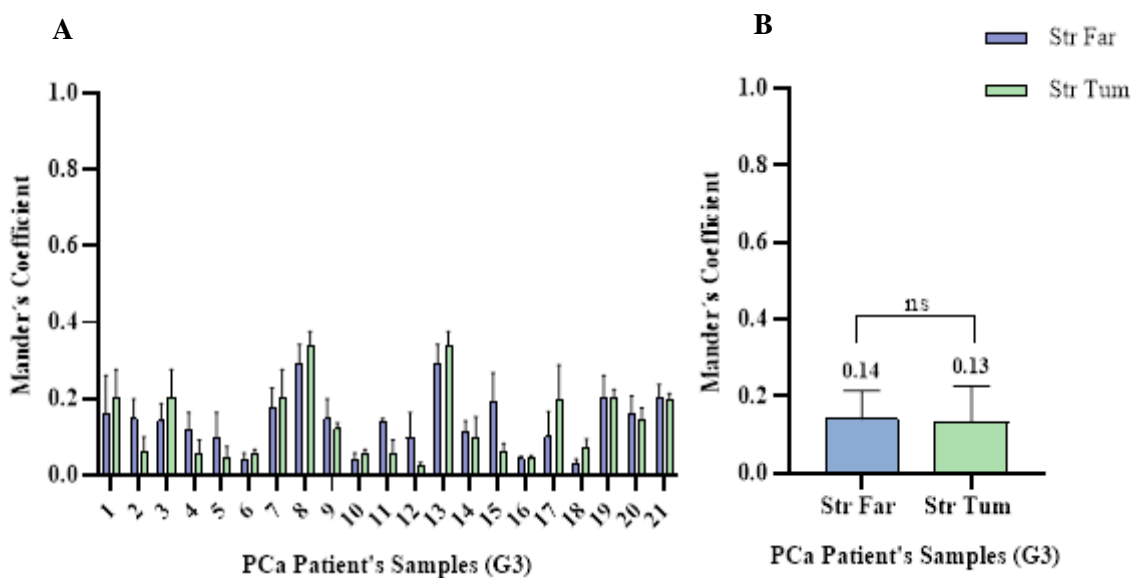 A
Mander´s Coefficient
1.0
0.8
0.6
0.4
0.2
0.0
1 2 3 4 5 6 7 8 9 10 11 12 13 14 15 16 17 18 19 20 21
PCa Patient's Samples (G3)
B
Str Far
Str Tum
Mander´s Coefficient
1.0
0.8
0.6
0.4
0.2
0.0
ns
0.14 0.13
Str Far Str Tum
PCa Patient's Samples (G3)